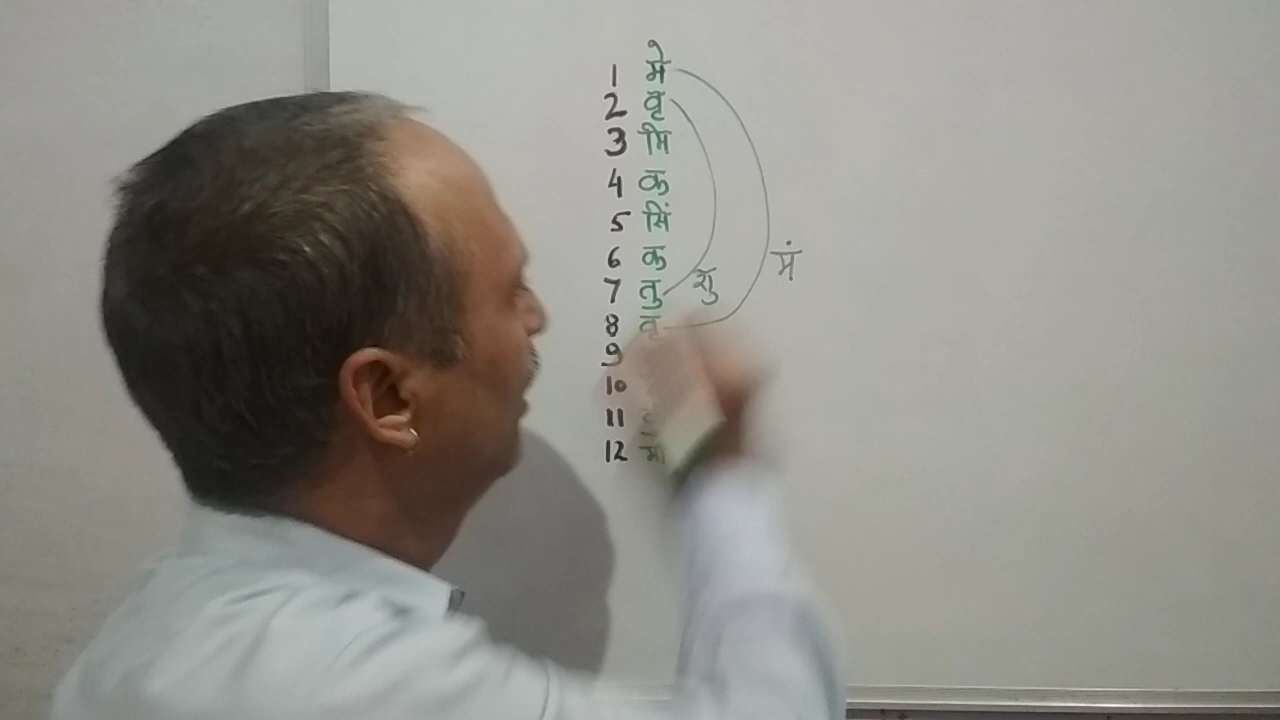 1 मे
2 वृ
3 मि
4 क
5 सिं
6 क
7 तु शु
8 वृ मं
9
10
11
12